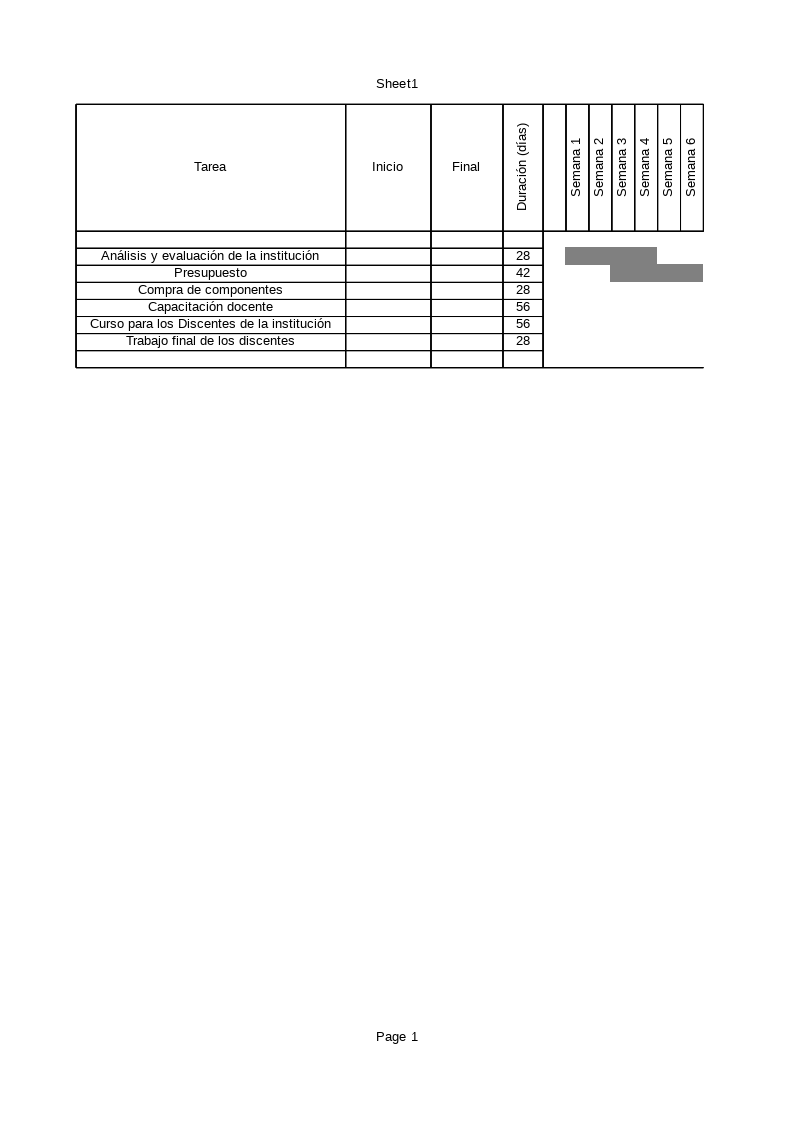 Sheet1
Tarea Inicio Final Duración (días) Semana 1 Semana 2 Semana 3 Semana 4 Semana 5 Semana 6
Análisis y evaluación de la institución 28
Presupuesto 42
Compra de componentes 28
Capacitación docente 56
Curso para los Discentes de la institución 56
Trabajo final de los discentes 28
Page 1